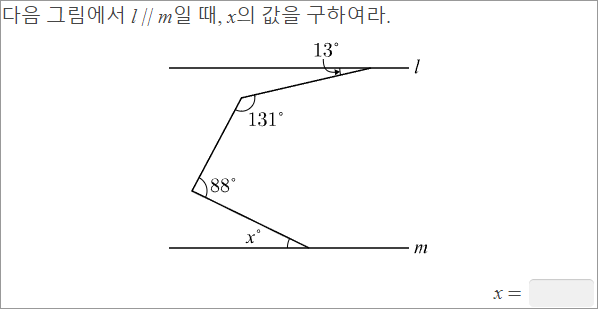 다음 그림에서 l // m일 때, x의 값을 구하여라.
13°
l
131°
88°
x°
m
x =